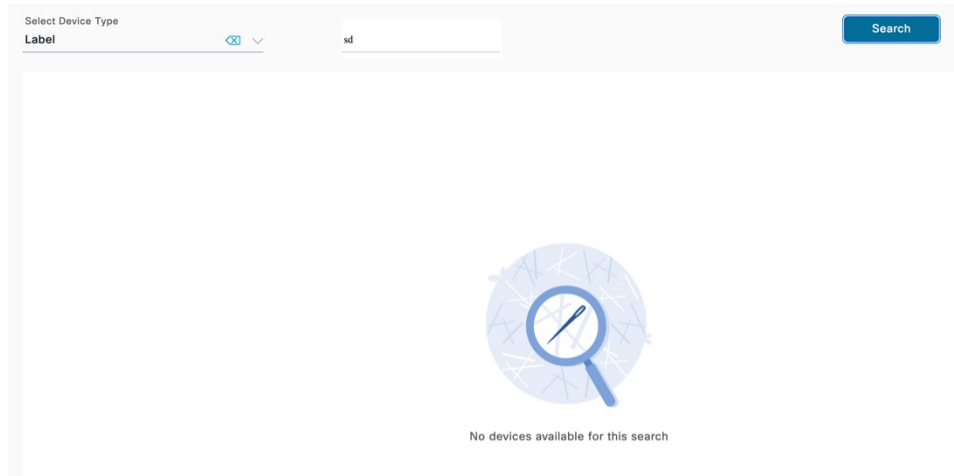 Select Device Type
Label
sd
Search
No devices available for this search